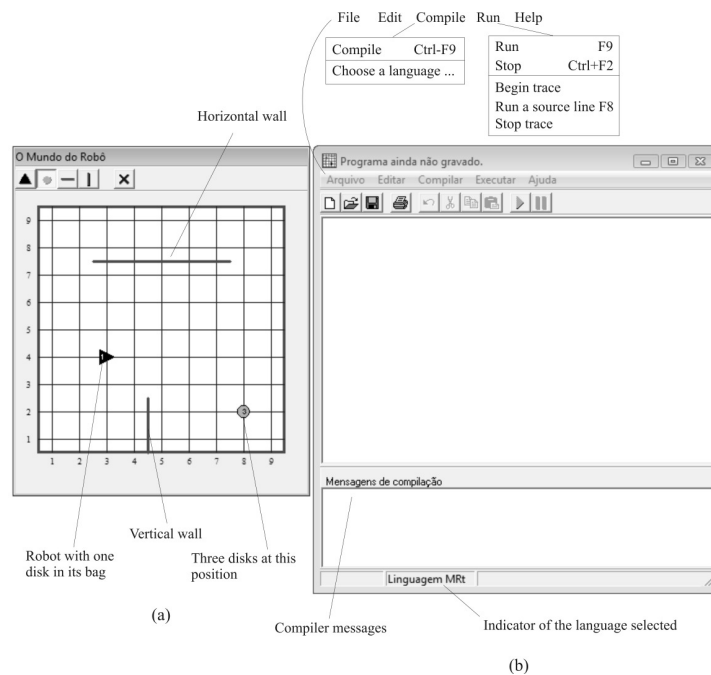 File Edit Compile Run Help
Compile Ctrl-F9
Choose a language ...
Run F9
Stop Ctrl+F2
Begin trace
Run a source line F8
Stop trace
Horizontal wall
O Mundo do Robô
Programa ainda não gravado.
Arquivo Editar Compilar Executar Ajuda
9
8
7
6
5
4
3
2
1
1 2 3 4 5 6 7 8 9
1
3
Mensagens de compilação
Linguagem MRt
Vertical wall
Robot with one
disk in its bag
Three disks at this
position
(a)
Compiler messages
Indicator of the language selected
(b)